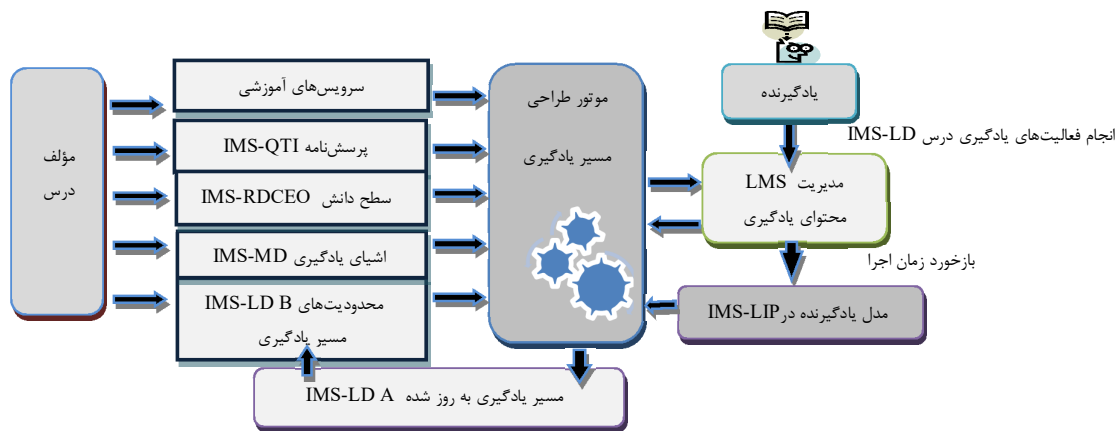 مؤلف
درس
سرویس‌های آموزشی
پرسش‌نامه IMS-QTI
سطح دانش IMS-RDCEO
اشیای یادگیری IMS-MD
محدودیت‌های IMS-LD B
مسیر یادگیری
موتور طراحی
مسیر یادگیری
یادگیرنده
انجام فعالیت‌های یادگیری درس IMS-LD
مدیریت LMS
محتوای یادگیری
بازخورد زمان اجرا
مدل یادگیرنده درIMS-LIP
مسیر یادگیری به روز شده IMS-LD A